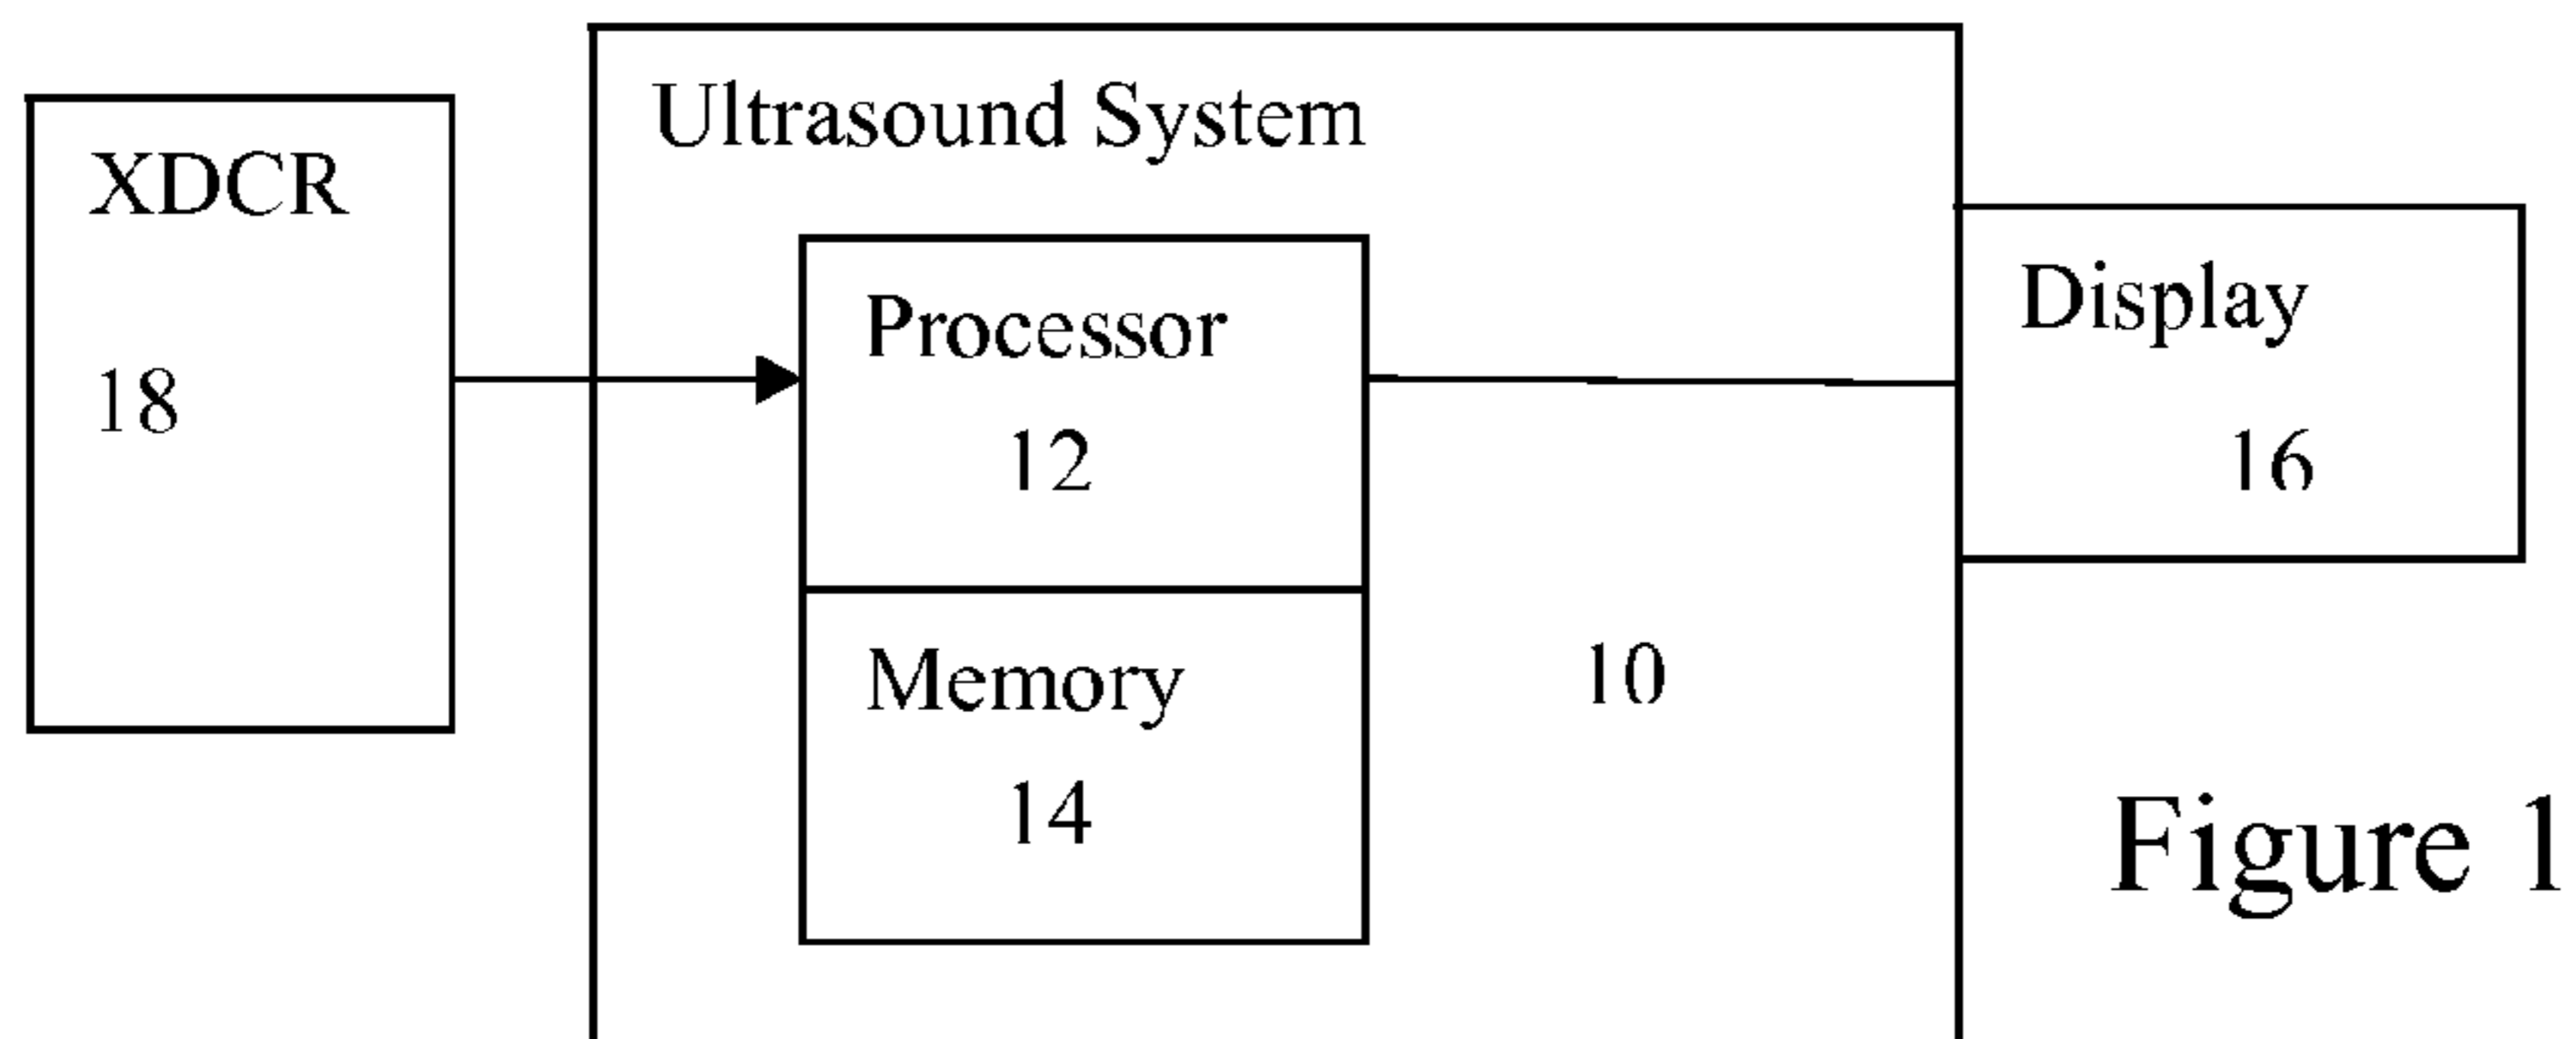 XDCR
18
Ultrasound System
Processor
12
Memory
14
10
Display
16
Figure 1